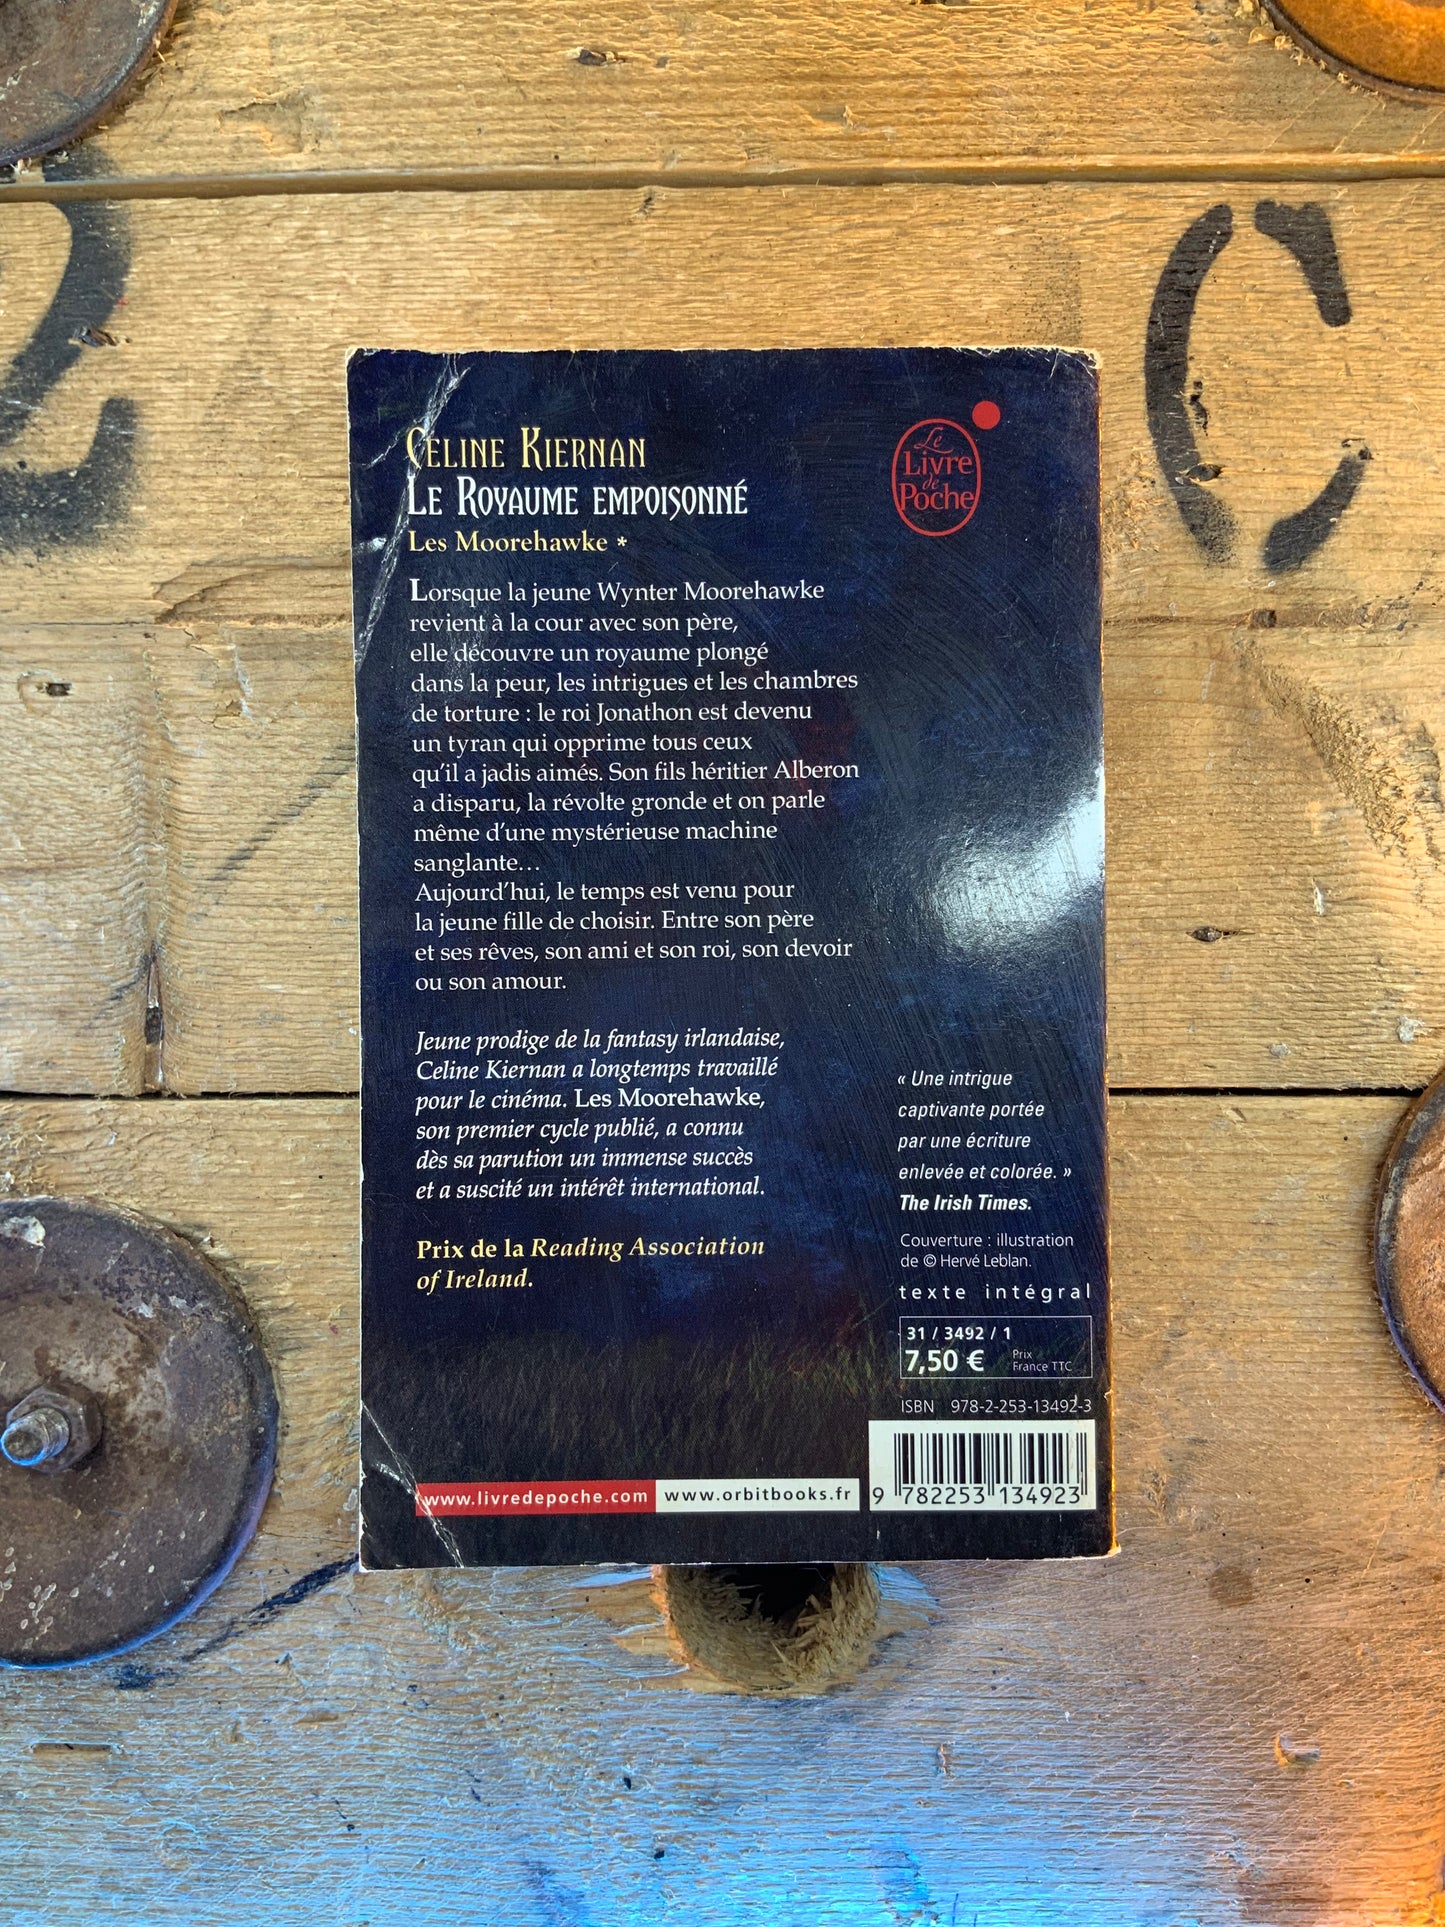 CELINE KIERNAN
LE ROYAUME EMPOISONNÉ
Les Moorehawke *
Le
Livre
de
Poche
Lorsque la jeune Wynter Moorehawke
revient à la cour avec son père,
elle découvre un royaume plongé
dans la peur, les intrigues et les chambres
de torture : le roi Jonathon est devenu
un tyran qui opprime tous ceux
qu'il a jadis aimés. Son fils héritier Alberon
a disparu, la révolte gronde et on parle
même d'une mystérieuse machine
sanglante…
Aujourd'hui, le temps est venu pour
la jeune fille de choisir. Entre son père
et ses rêves, son ami et son roi, son devoir
ou son amour.
Jeune prodige de la fantasy irlandaise,
Celine Kiernan a longtemps travaillé
pour le cinéma. Les Moorehawke,
son premier cycle publié, a connu
dès sa parution un immense succès
et a suscité un intérêt international.
Prix de la Reading Association
of Ireland.
« Une intrigue
captivante portée
par une écriture
enlevée et colorée. »
The Irish Times.
Couverture : illustration
de © Hervé Leblan.
texte intégral
31 / 3492 / 1
7,50 € Prix
France TTC
ISBN 978-2-253-13492-3
9 782253 134923
www.livredepoche.com www.orbitbooks.fr
C